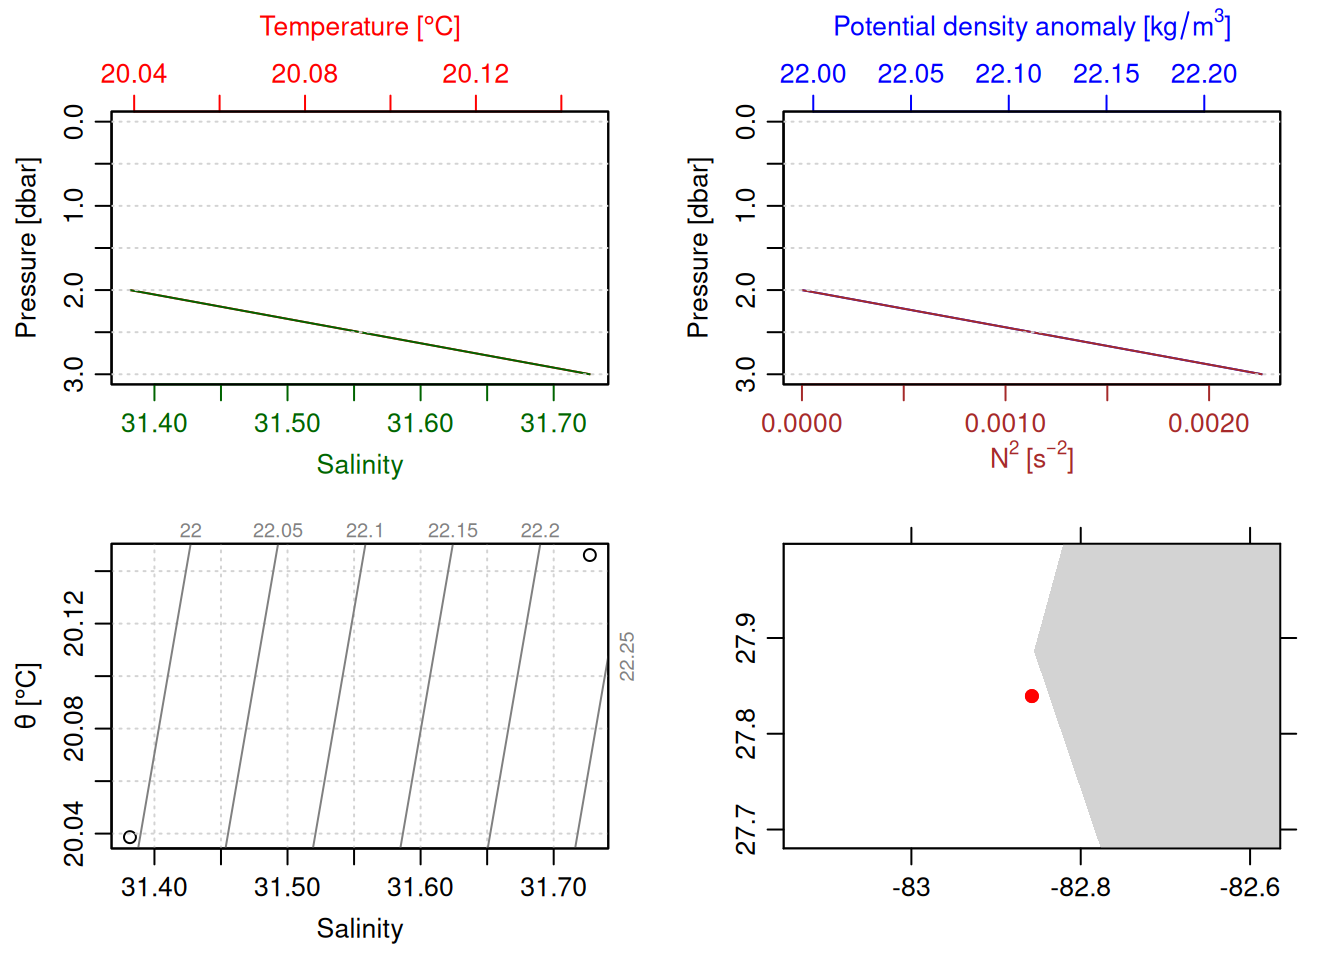 Temperature [°C]
20.04 20.08 20.12
Pressure [dbar]
0.0
1.0
2.0
3.0
31.40 31.50 31.60 31.70
Salinity
Potential density anomaly [kg/m³]
22.00 22.05 22.10 22.15 22.20
Pressure [dbar]
0.0
1.0
2.0
3.0
0.0000 0.0010 0.0020
N² [s⁻²]
22 22.05 22.1 22.15 22.2
22.25
θ [°C]
20.12
20.08
20.04
31.40 31.50 31.60 31.70
Salinity
27.9
27.8
27.7
-83 -82.8 -82.6